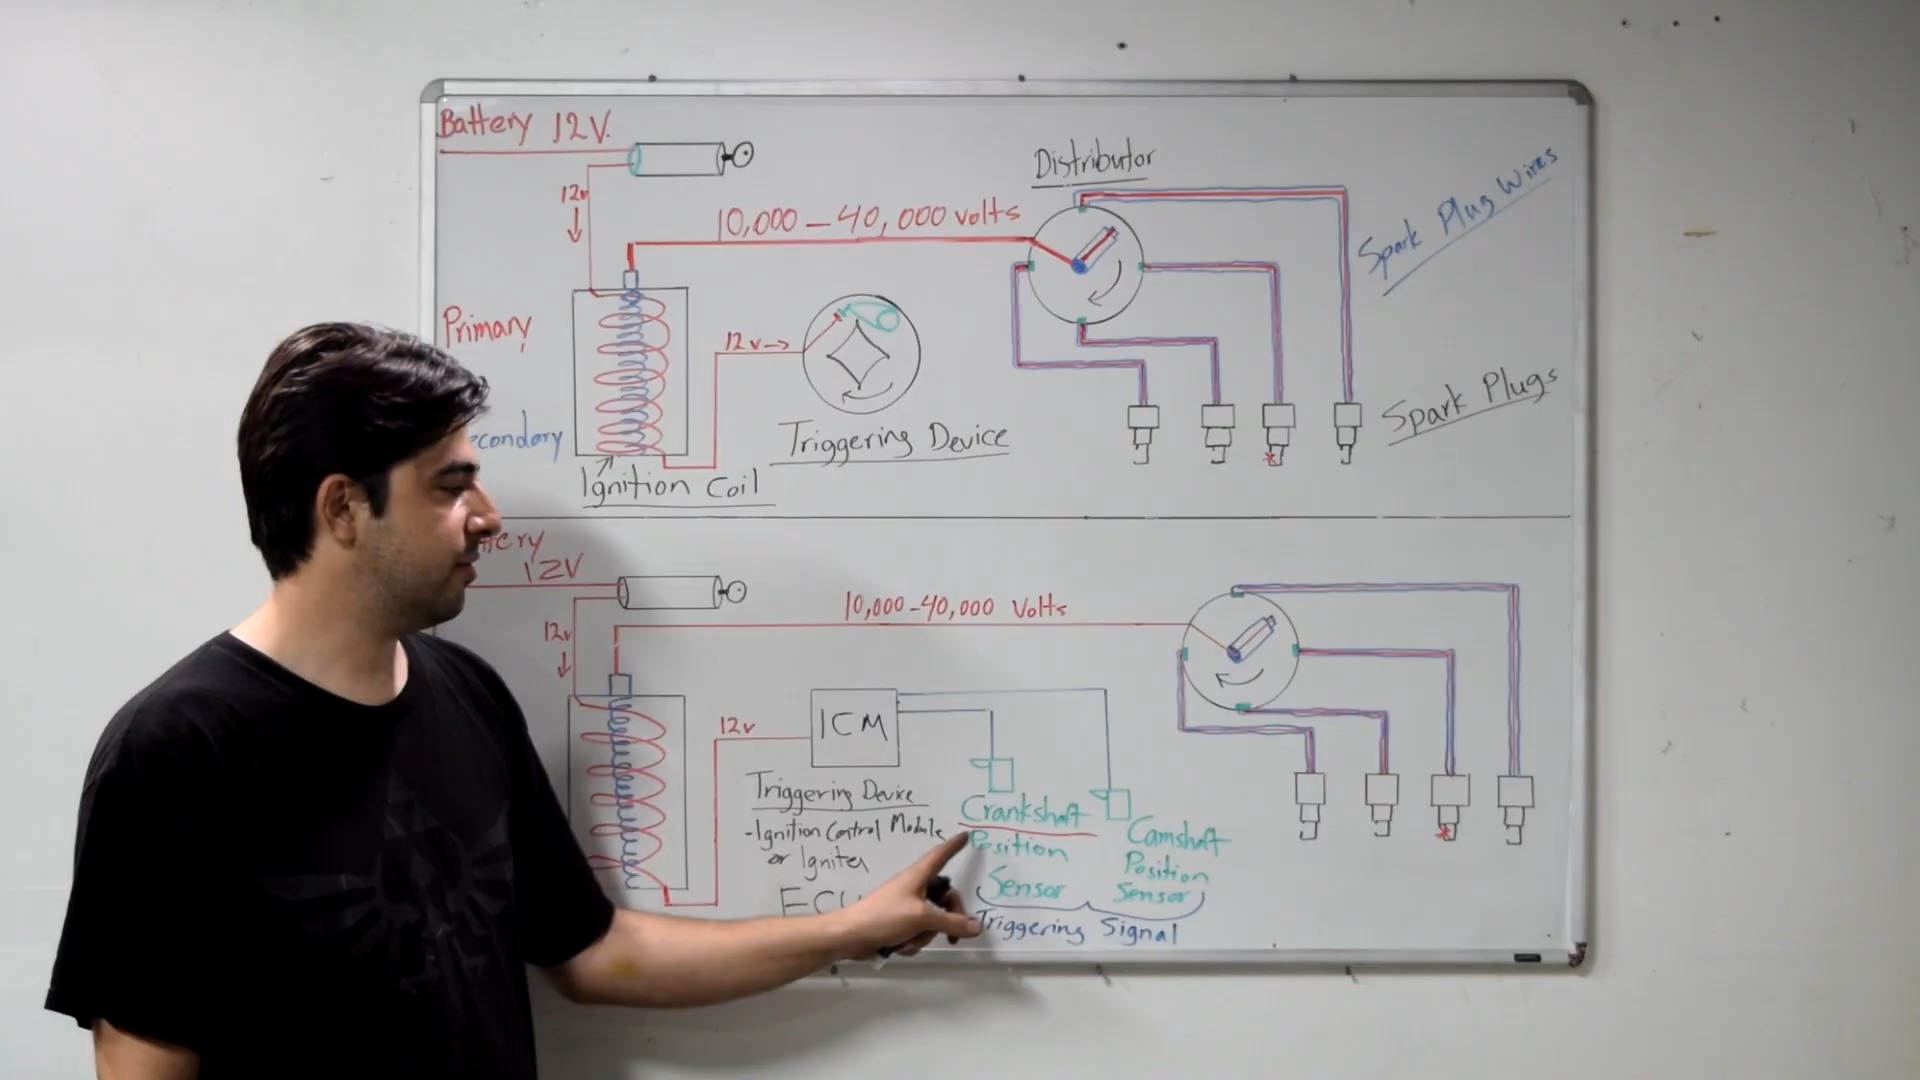 Battery 12V.
12v
10,000 – 40,000 volts
Distributor
Spark Plug Wires
Primary
12v->
Spark Plugs
econdary
Triggering Device
Ignition Coil
ttery
12V
12v
10,000-40,000 Volts
12v
ICM
Triggering Device
- Ignition Control Module
or Igniter
ECU
Crankshaft
Position
Sensor
Camshaft
Position
Sensor
Triggering Signal